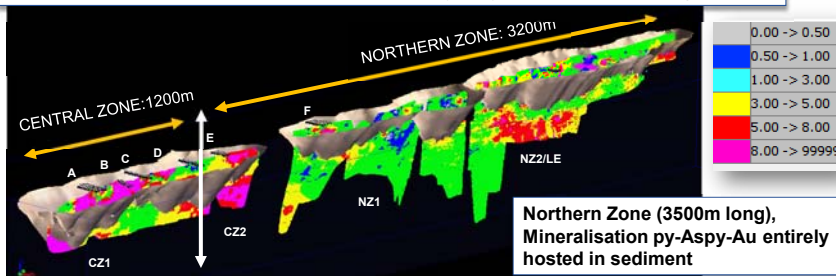 NORTHERN ZONE: 3200m
CENTRAL ZONE:1200m
0.00 -> 0.50
0.50 -> 1.00
1.00 -> 3.00
3.00 -> 5.00
5.00 -> 8.00
8.00 -> 99999
A B C D E F
CZ1
CZ2
NZ1
NZ2/LE
Northern Zone (3500m long),
Mineralisation py-Aspy-Au entirely
hosted in sediment